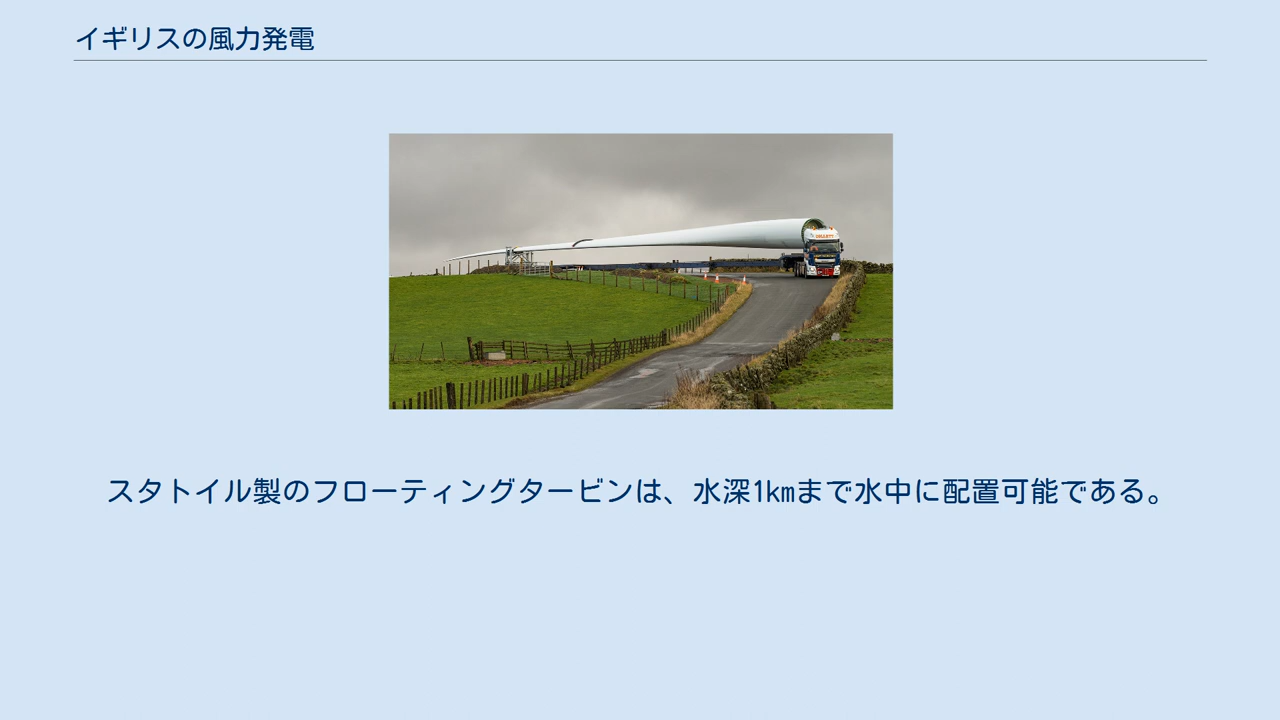 イギリスの風力発電
スタトイル製のフローティングタービンは、水深1kmまで水中に配置可能である。